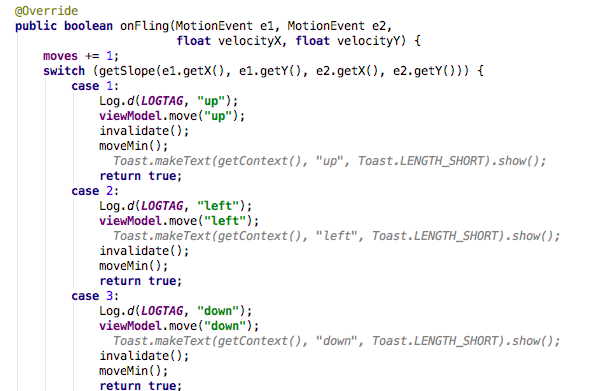 @Override
public boolean onFling(MotionEvent e1, MotionEvent e2,
float velocityX, float velocityY) {
moves += 1;
switch (getSlope(e1.getX(), e1.getY(), e2.getX(), e2.getY())) {
case 1:
Log.d(LOGTAG, "up");
viewModel.move("up");
invalidate();
moveMin();
Toast.makeText(getContext(), "up", Toast.LENGTH_SHORT).show();
return true;
case 2:
Log.d(LOGTAG, "left");
viewModel.move("left");
Toast.makeText(getContext(), "left", Toast.LENGTH_SHORT).show();
invalidate();
moveMin();
return true;
case 3:
Log.d(LOGTAG, "down");
viewModel.move("down");
Toast.makeText(getContext(), "down", Toast.LENGTH_SHORT).show();
invalidate();
moveMin();
return true;